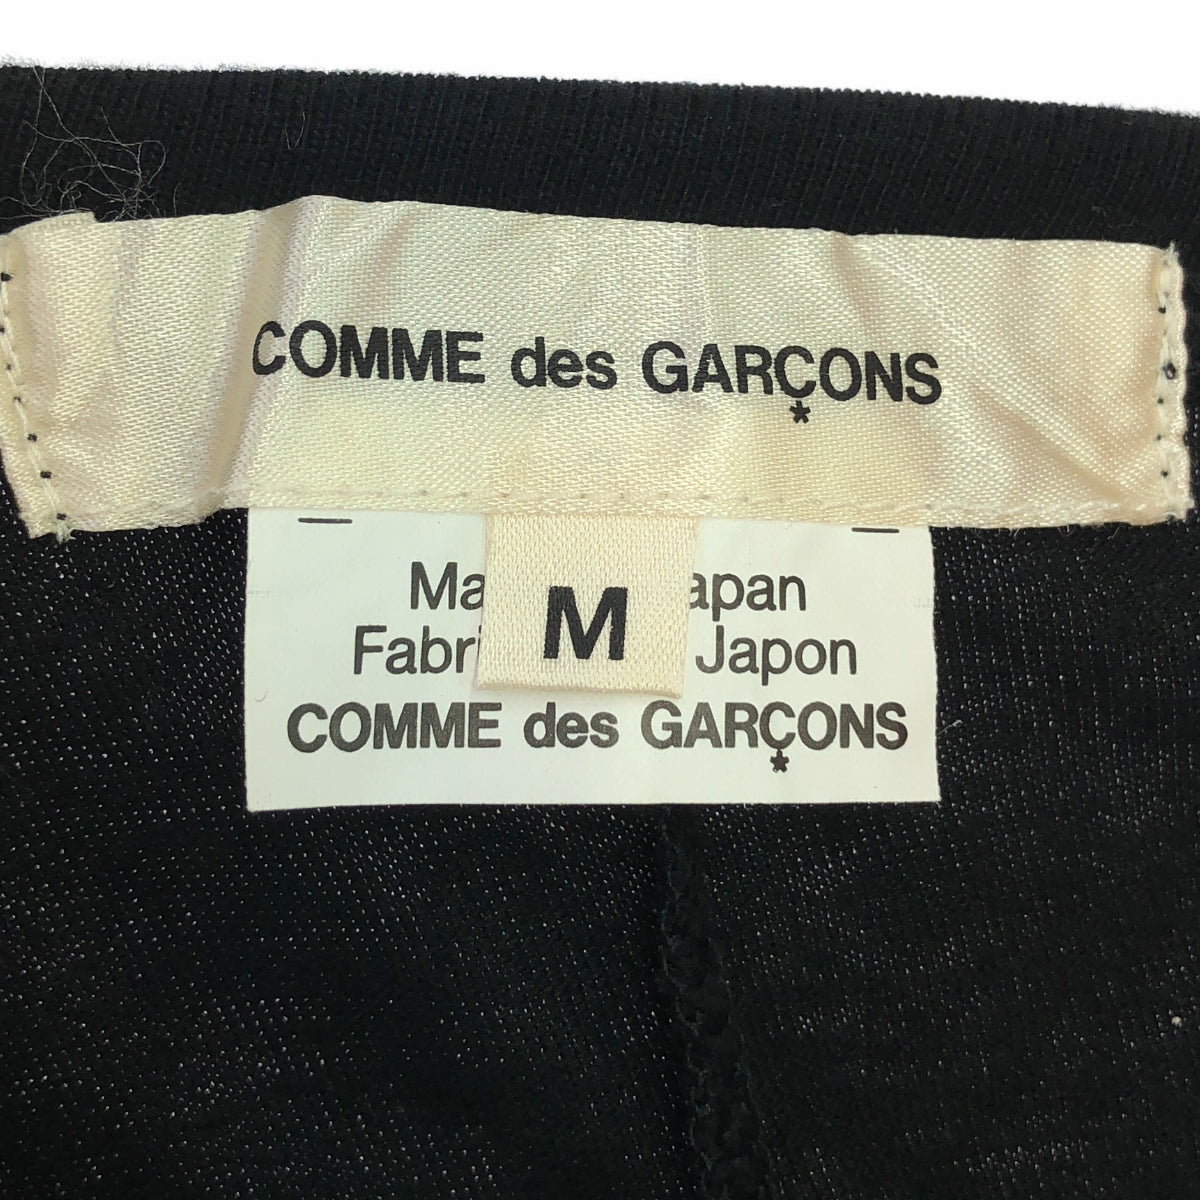 COMME des GARÇONS
M
Ma apan
Fabri Japon
COMME des GARÇONS